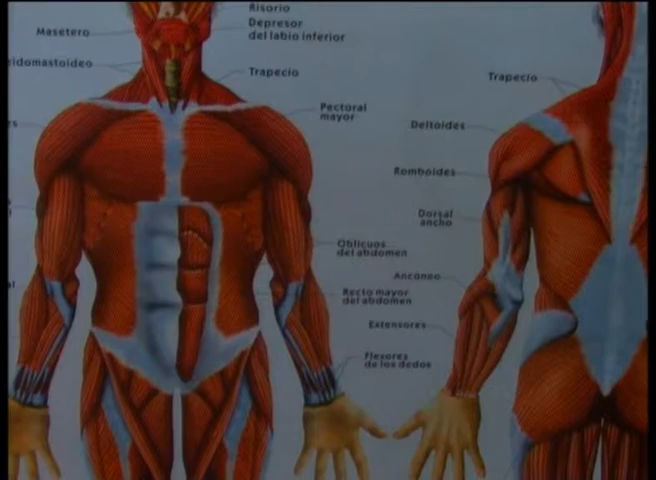 Risorio
Masetero
Depresor
del labio inferior
eidomastoideo
Trapecio
Trapecio
Pectoral
mayor
Deltoides
Romboides
Dorsal
ancho
Oblicuos
del abdomen
Anconeo
Recto mayor
del abdomen
Extensores
Flexores
de los dedos